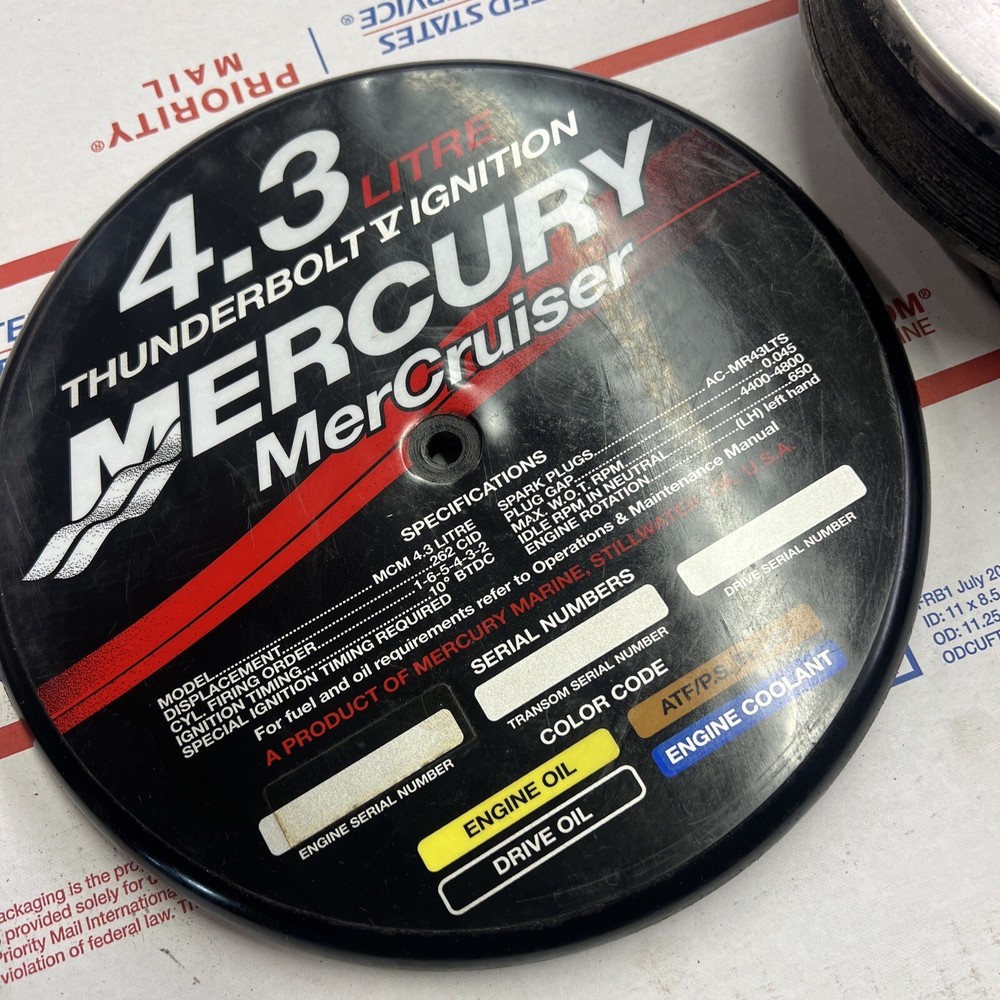 UNITED STATES
SERVICE®
PRIORITY®
MAIL
4.3 LITRE
THUNDERBOLT V IGNITION
MERCURY
MerCruiser
SPECIFICATIONS
MODEL....MCM 4.3 LITRE
DISPLACEMENT....262 CID
CYL. FIRING ORDER....1-6-5-4-3-2
IGNITION TIMING....10° BTDC
SPECIAL IGNITION TIMING REQUIRED
SPARK PLUGS....AC-MR43LTS
PLUG GAP....0.045
MAX. W.O.T. RPM....4400-4800
IDLE RPM IN NEUTRAL....650
ENGINE ROTATION....(LH) left hand
For fuel and oil requirements refer to Operations & Maintenance Manual
A PRODUCT OF MERCURY MARINE, STILLWATER, OK U.S.A.
SERIAL NUMBERS
ENGINE SERIAL NUMBER
TRANSOM SERIAL NUMBER
DRIVE SERIAL NUMBER
COLOR CODE
ENGINE OIL
ATF/P.S.
DRIVE OIL
ENGINE COOLANT
FRB1 July 20
ID: 11 x 8.5
OD: 11.25
ODCUFT
ackaging is the pro
provided solely for
Priority Mail Internationa
violation of federal law.